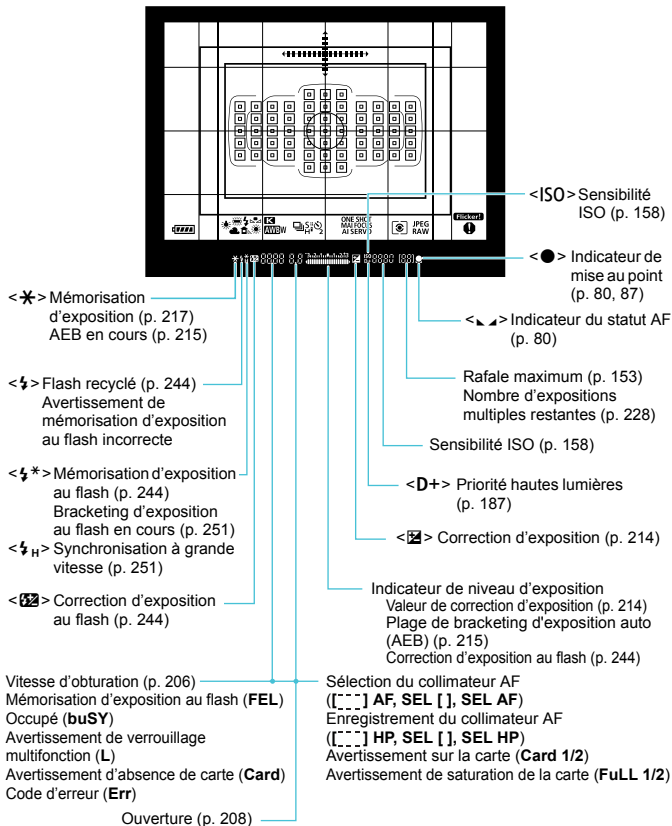 Flicker!
ONE SHOT
MAI FOCUS
AI SERVO
JPEG
RAW
K
AWB W
<ISO> Sensibilité
ISO (p. 158)
<●> Indicateur de
mise au point
(p. 80, 87)
<◣ ◢> Indicateur du statut AF
(p. 80)
Rafale maximum (p. 153)
Nombre d'expositions
multiples restantes (p. 228)
Sensibilité ISO (p. 158)
<D+> Priorité hautes lumières
(p. 187)
< > Correction d'exposition (p. 214)
<✱> Mémorisation
d'exposition (p. 217)
AEB en cours (p. 215)
<⚡> Flash recyclé (p. 244)
Avertissement de
mémorisation d'exposition
au flash incorrecte
<⚡*> Mémorisation d'exposition
au flash (p. 244)
Bracketing d'exposition
au flash en cours (p. 251)
<⚡H> Synchronisation à grande
vitesse (p. 251)
< > Correction d'exposition
au flash (p. 244)
Indicateur de niveau d'exposition
Valeur de correction d'exposition (p. 214)
Plage de bracketing d'exposition auto
(AEB) (p. 215)
Correction d'exposition au flash (p. 244)
Vitesse d'obturation (p. 206)
Mémorisation d'exposition au flash (FEL)
Occupé (buSY)
Avertissement de verrouillage
multifonction (L)
Avertissement d'absence de carte (Card)
Code d'erreur (Err)
Ouverture (p. 208)
Sélection du collimateur AF
([---] AF, SEL [ ], SEL AF)
Enregistrement du collimateur AF
([---] HP, SEL [ ], SEL HP)
Avertissement sur la carte (Card 1/2)
Avertissement de saturation de la carte (FuLL 1/2)